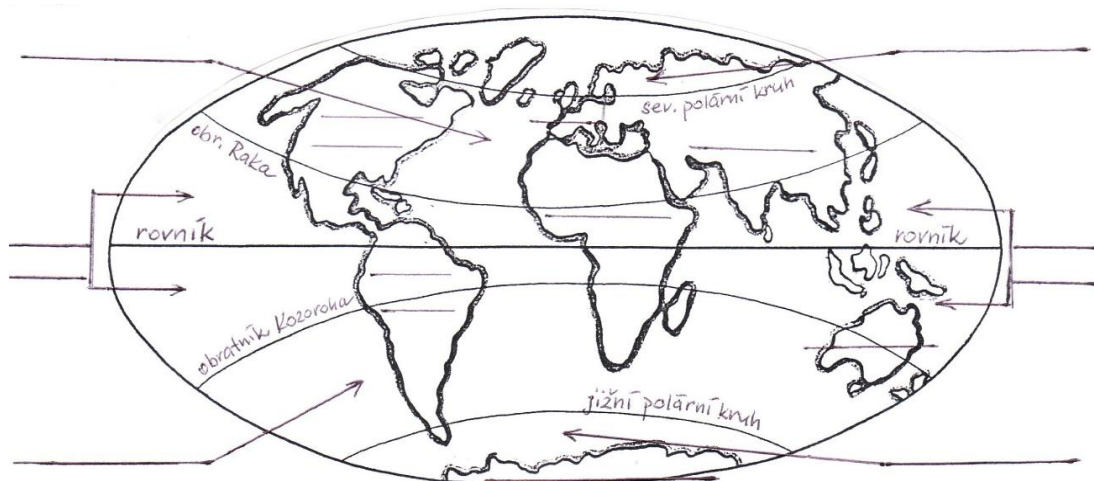 sev. polární kruh
obr. Raka
rovník
rovník
obratník Kozoroha
jižní polární kruh